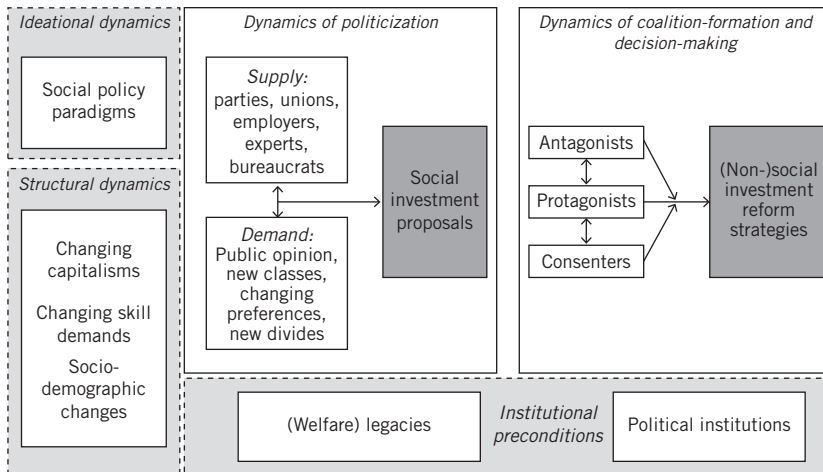 Ideational dynamics
Social policy
paradigms
Structural dynamics
Changing
capitalisms
Changing skill
demands
Socio-
demographic
changes
Dynamics of politicization
Supply:
parties, unions,
employers,
experts,
bureaucrats
Demand:
Public opinion,
new classes,
changing
preferences,
new divides
Social
investment
proposals
Dynamics of coalition-formation and
decision-making
Antagonists
Protagonists
Consenters
(Non-)social
investment
reform
strategies
(Welfare) legacies
Institutional
preconditions
Political institutions